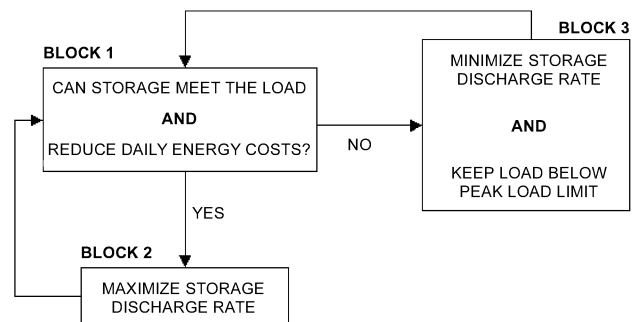 BLOCK 1
CAN STORAGE MEET THE LOAD
AND
REDUCE DAILY ENERGY COSTS?
NO
BLOCK 3
MINIMIZE STORAGE
DISCHARGE RATE
AND
KEEP LOAD BELOW
PEAK LOAD LIMIT
YES
BLOCK 2
MAXIMIZE STORAGE
DISCHARGE RATE